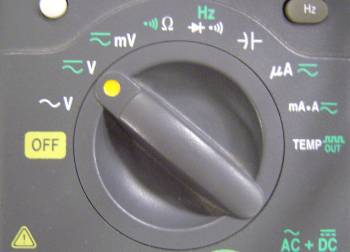 Hz
Hz
mV
Ω
V
μA
~V
mA•A
OFF
TEMP OUT
AC + DC